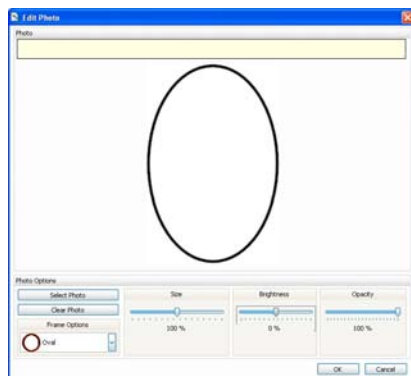 Edit Photo
Photo
Photo Options
Select Photo
Clear Photo
Frame Options
Oval
Size
100 %
Brightness
0 %
Opacity
100 %
OK
Cancel